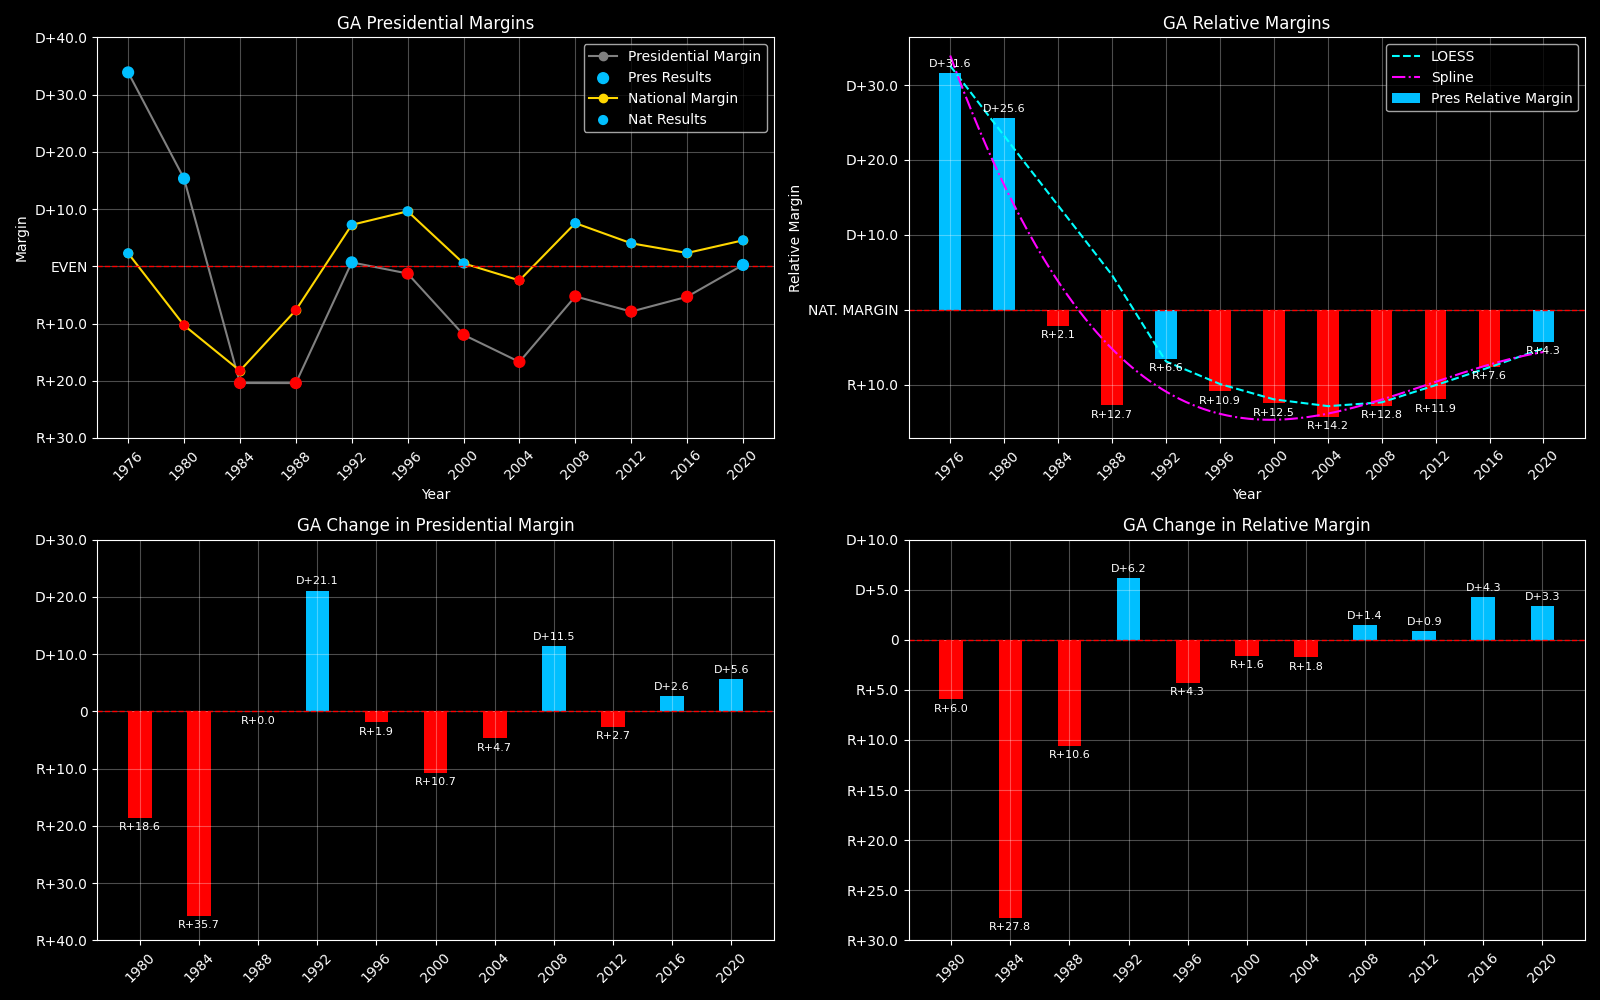 GA Presidential Margins
D+40.0
D+30.0
D+20.0
D+10.0
EVEN
R+10.0
R+20.0
R+30.0
Margin
Presidential Margin
Pres Results
National Margin
Nat Results
1976
1980
1984
1988
1992
1996
2000
2004
2008
2012
2016
2020
Year
GA Relative Margins
D+30.0
D+20.0
D+10.0
NAT. MARGIN
R+10.0
Relative Margin
LOESS
Spline
Pres Relative Margin
D+31.6
D+25.6
R+2.1
R+12.7
R+6.6
R+10.9
R+12.5
R+14.2
R+12.8
R+11.9
R+7.6
R+4.3
1976
1980
1984
1988
1992
1996
2000
2004
2008
2012
2016
2020
Year
GA Change in Presidential Margin
D+30.0
D+20.0
D+10.0
0
R+10.0
R+20.0
R+30.0
R+40.0
R+18.6
R+35.7
R+0.0
D+21.1
R+1.9
R+10.7
R+4.7
D+11.5
R+2.7
D+2.6
D+5.6
1980
1984
1988
1992
1996
2000
2004
2008
2012
2016
2020
GA Change in Relative Margin
D+10.0
D+5.0
0
R+5.0
R+10.0
R+15.0
R+20.0
R+25.0
R+30.0
R+6.0
R+27.8
R+10.6
D+6.2
R+4.3
R+1.6
R+1.8
D+1.4
D+0.9
D+4.3
D+3.3
1980
1984
1988
1992
1996
2000
2004
2008
2012
2016
2020